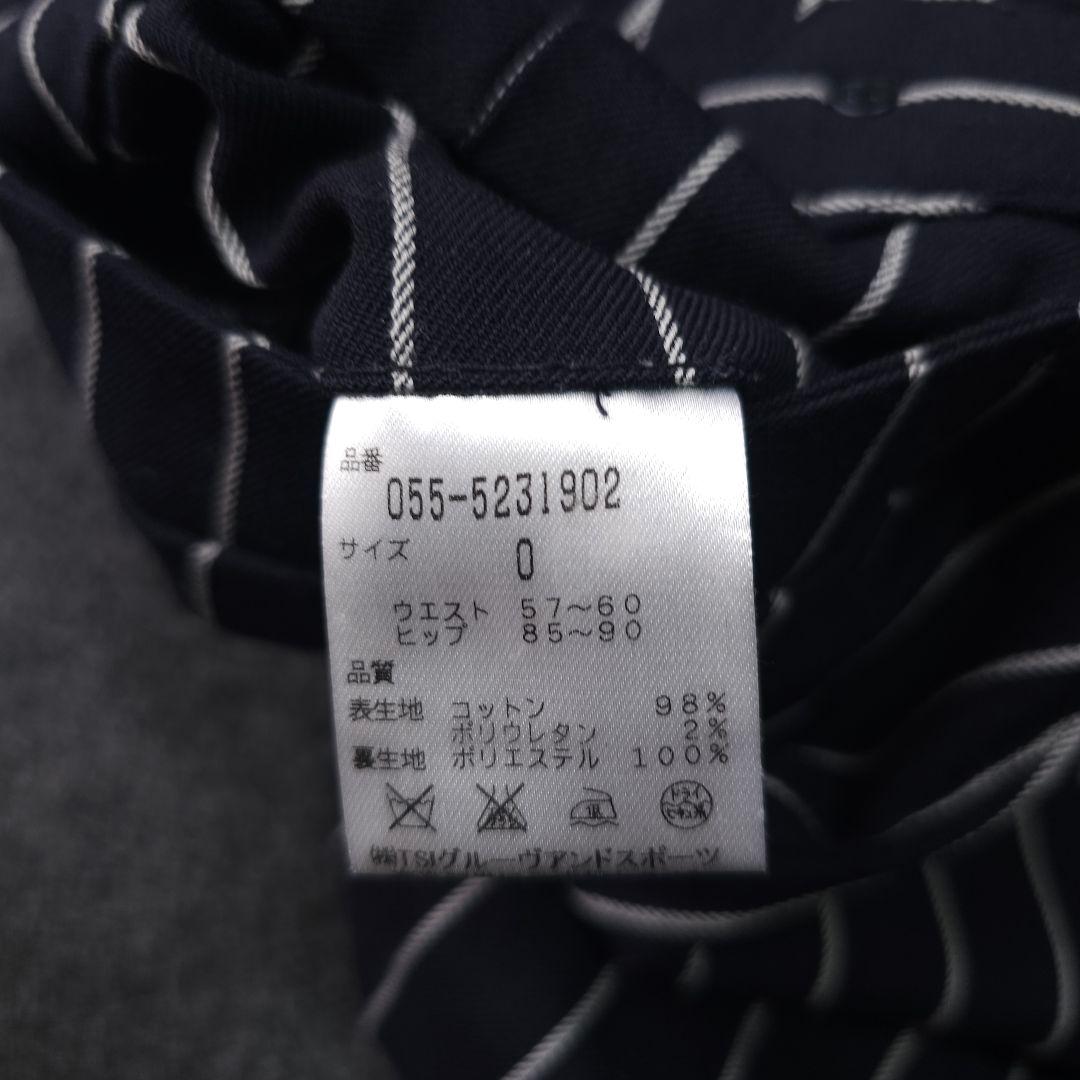 品番
055-5231902
サイズ
0
ウエスト 57～60
ヒップ 85～90
品質
表生地 コットン 98%
ポリウレタン 2%
裏生地 ポリエステル 100%
ドライ
㈱TSIグルーヴアンドスポーツ